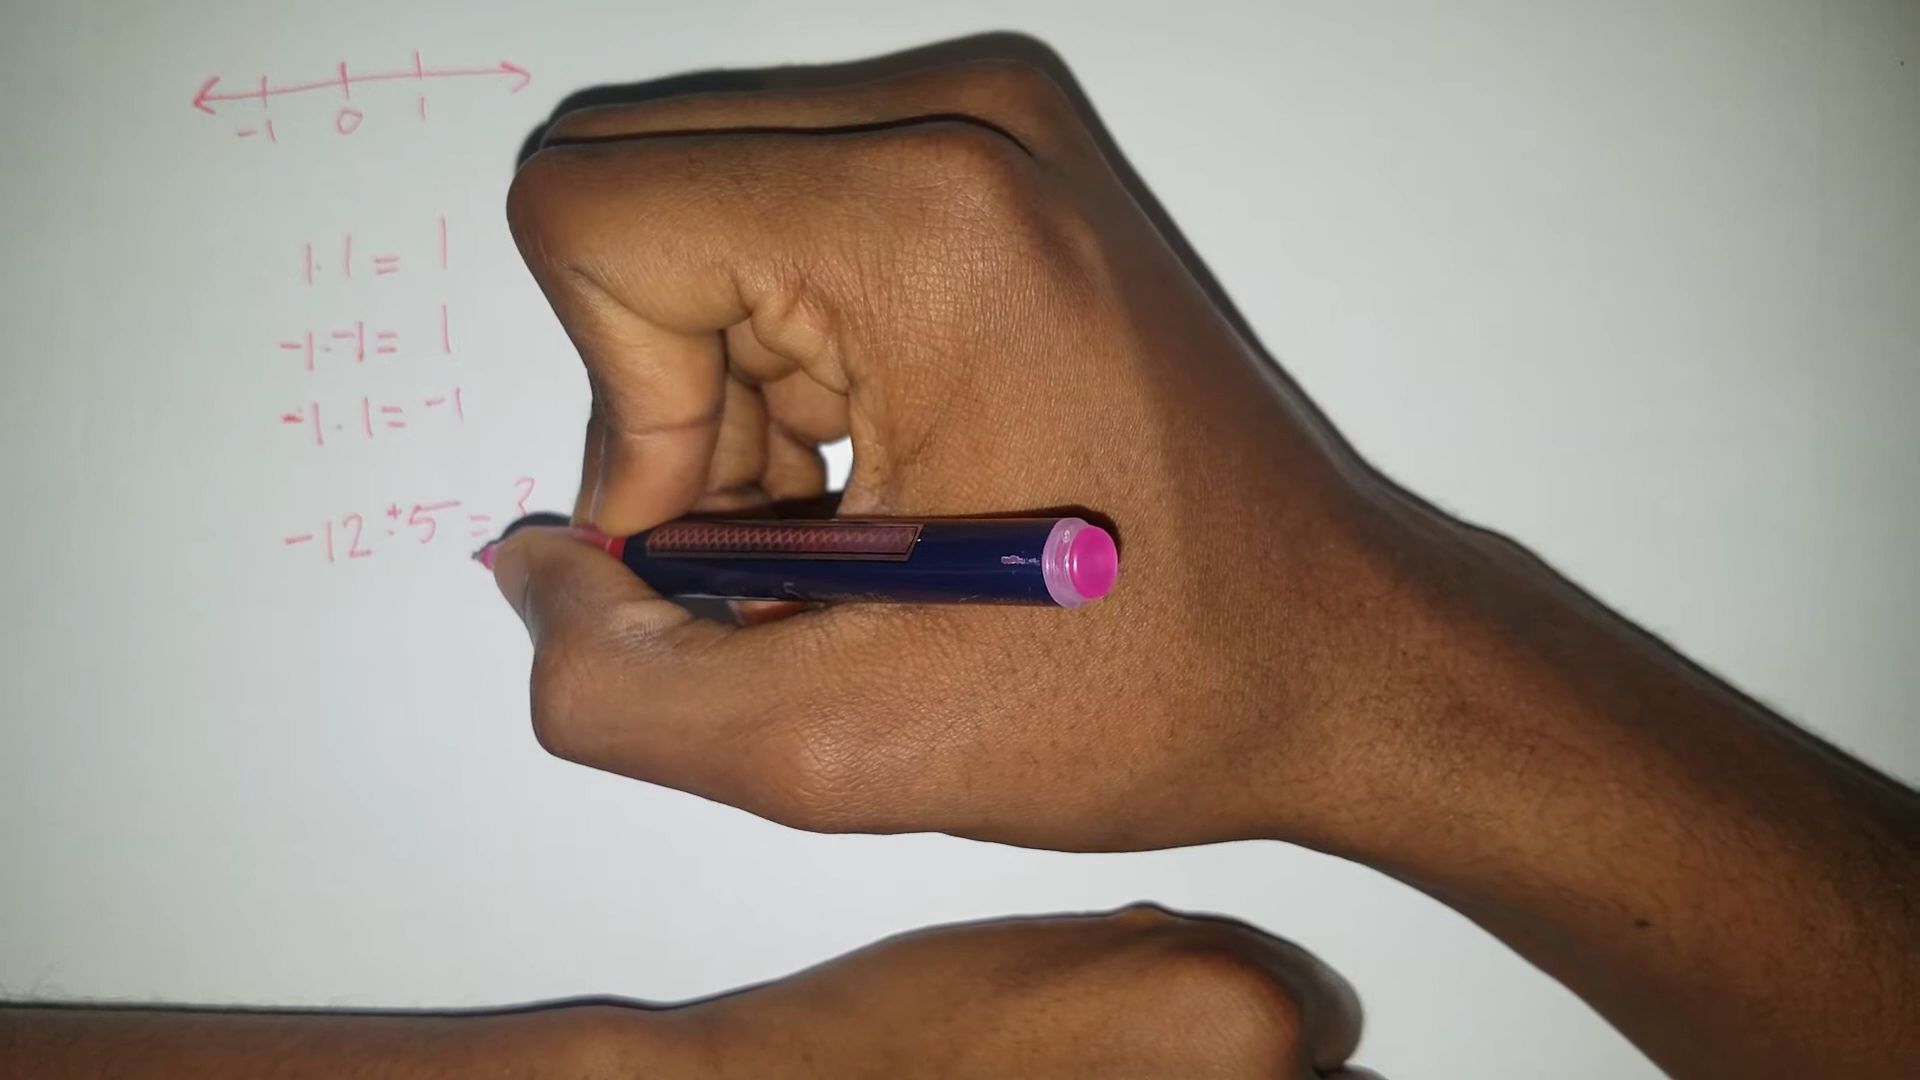 -1 0 1
1.1 = 1
-1.-1 = 1
-1.1 = -1
-12 ÷ 5 = ?